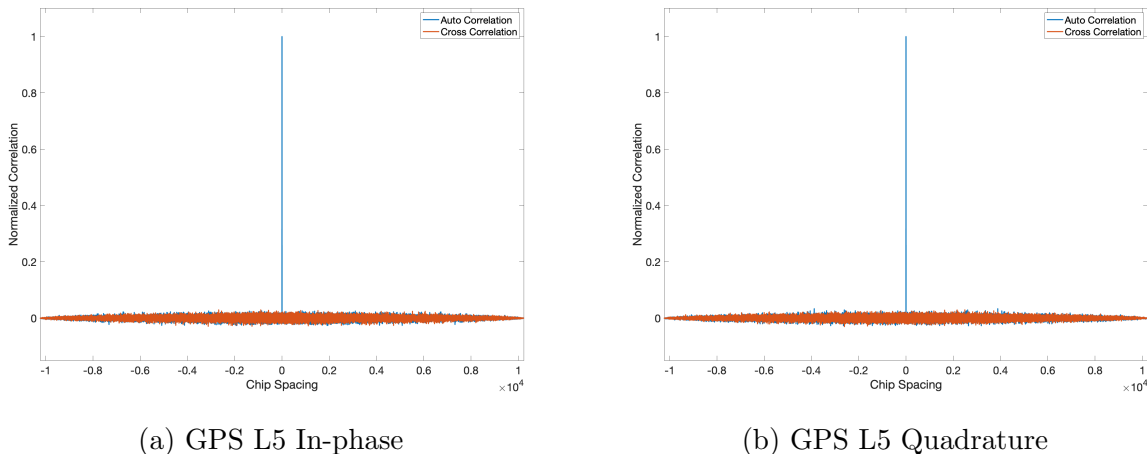 Auto Correlation
Cross Correlation
1
0.8
0.6
0.4
0.2
0
Normalized Correlation
-1 -0.8 -0.6 -0.4 -0.2 0 0.2 0.4 0.6 0.8 1
Chip Spacing
×10⁴
(a) GPS L5 In-phase
Auto Correlation
Cross Correlation
1
0.8
0.6
0.4
0.2
0
Normalized Correlation
-1 -0.8 -0.6 -0.4 -0.2 0 0.2 0.4 0.6 0.8 1
Chip Spacing
×10⁴
(b) GPS L5 Quadrature